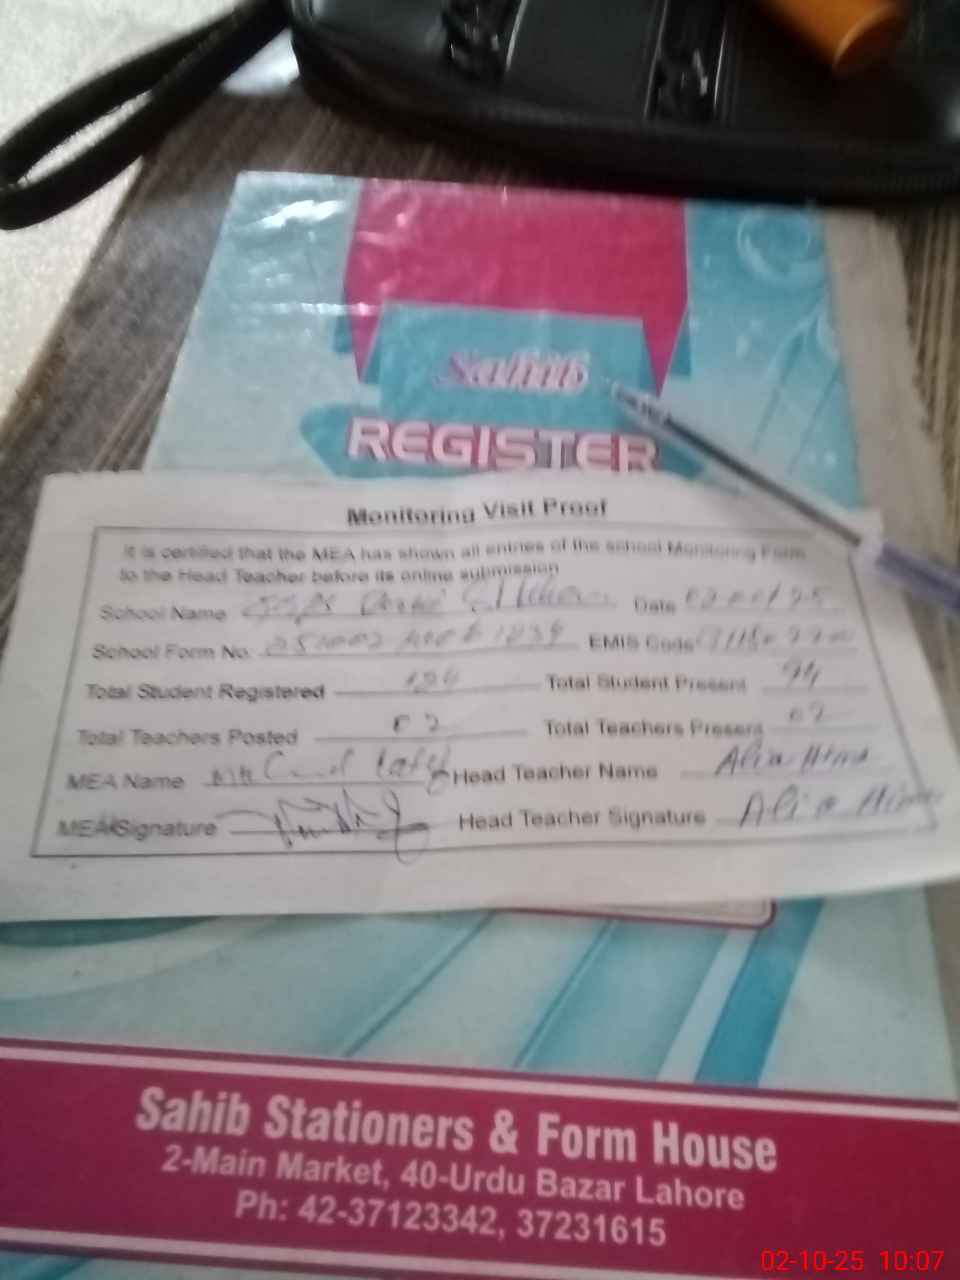 Sahib
REGISTER
Monitoring Visit Proof
It is certified that the MEA has shown all entries of the school Monitoring Form
to the Head Teacher before its online submission
School Name Date
School Form No. EMIS Code
Total Student Registered Total Student Present 94
Total Teachers Posted 02 Total Teachers Present 02
MEA Name Head Teacher Name Alia
MEA Signature Head Teacher Signature Alia
Sahib Stationers & Form House
2-Main Market, 40-Urdu Bazar Lahore
Ph: 42-37123342, 37231615
02-10-25 10:07